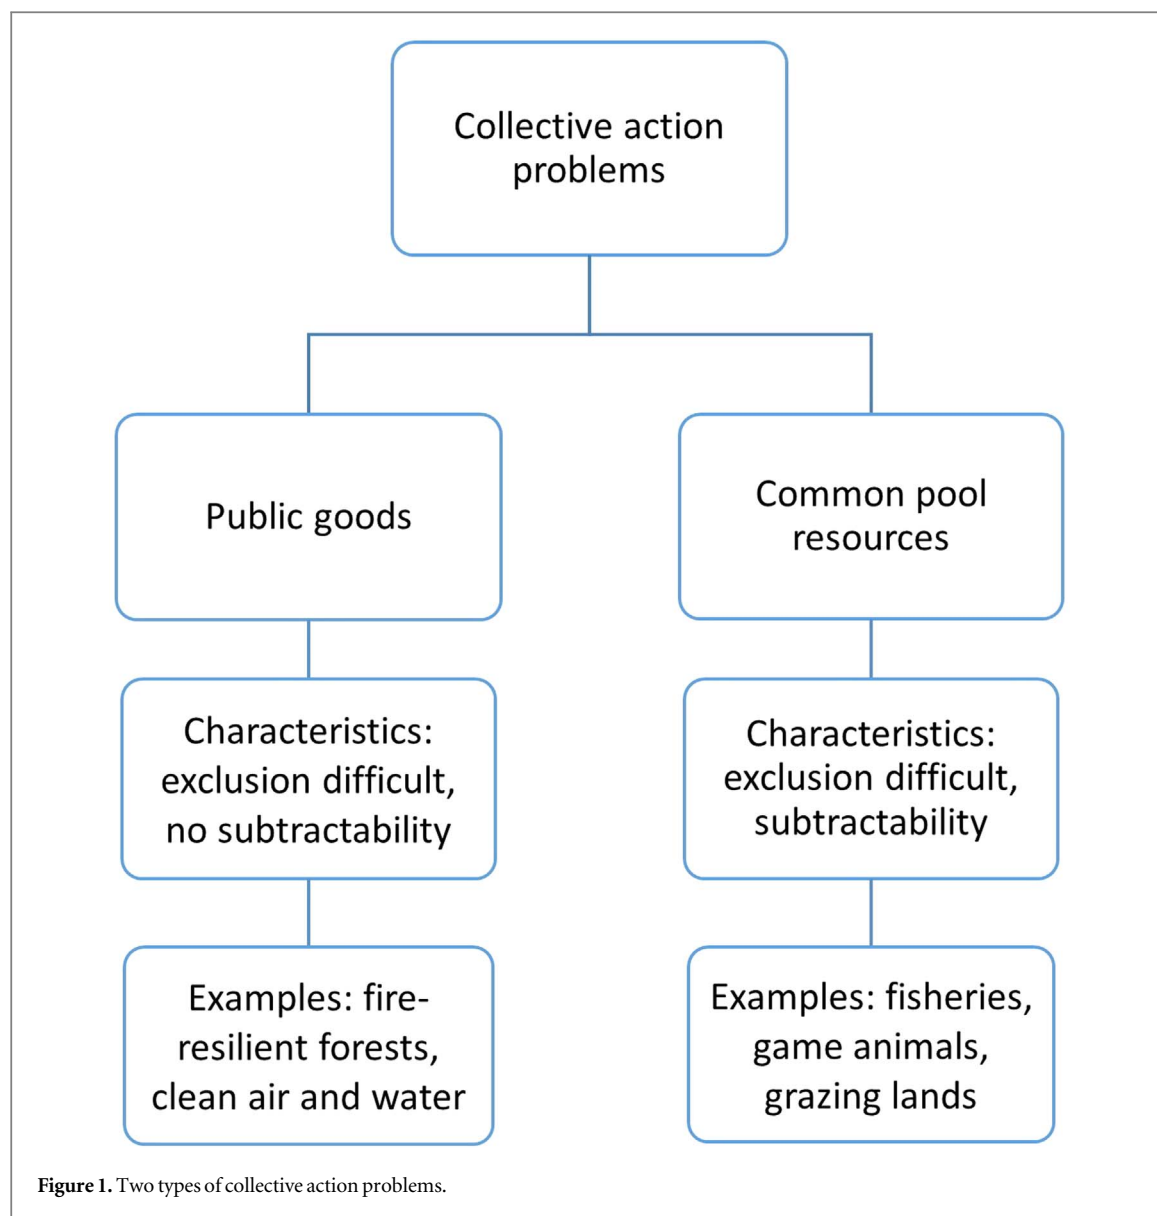 Collective action
problems
Public goods
Common pool
resources
Characteristics:
exclusion difficult,
no subtractability
Characteristics:
exclusion difficult,
subtractability
Examples: fire-
resilient forests,
clean air and water
Examples: fisheries,
game animals,
grazing lands
Figure 1. Two types of collective action problems.